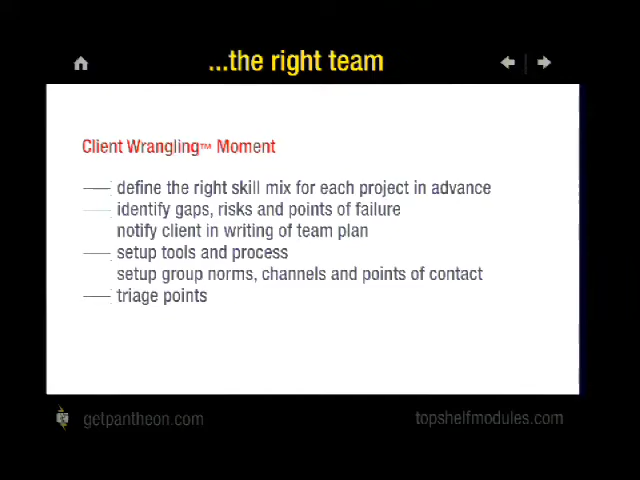 ...the right team
Client Wrangling™ Moment
define the right skill mix for each project in advance
identify gaps, risks and points of failure
notify client in writing of team plan
setup tools and process
setup group norms, channels and points of contact
triage points
getpantheon.com
topshelfmodules.com